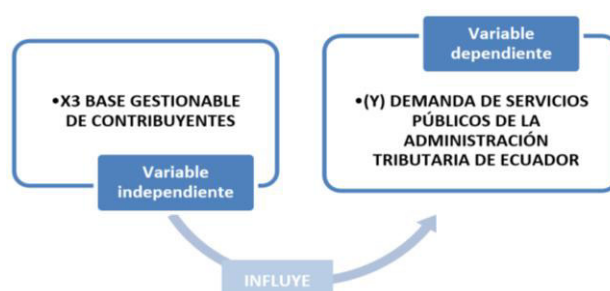 •X3 BASE GESTIONABLE
DE CONTRIBUYENTES
Variable
independiente
Variable
dependiente
•(Y) DEMANDA DE SERVICIOS
PÚBLICOS DE LA
ADMINISTRACIÓN
TRIBUTARIA DE ECUADOR
INFLUYE